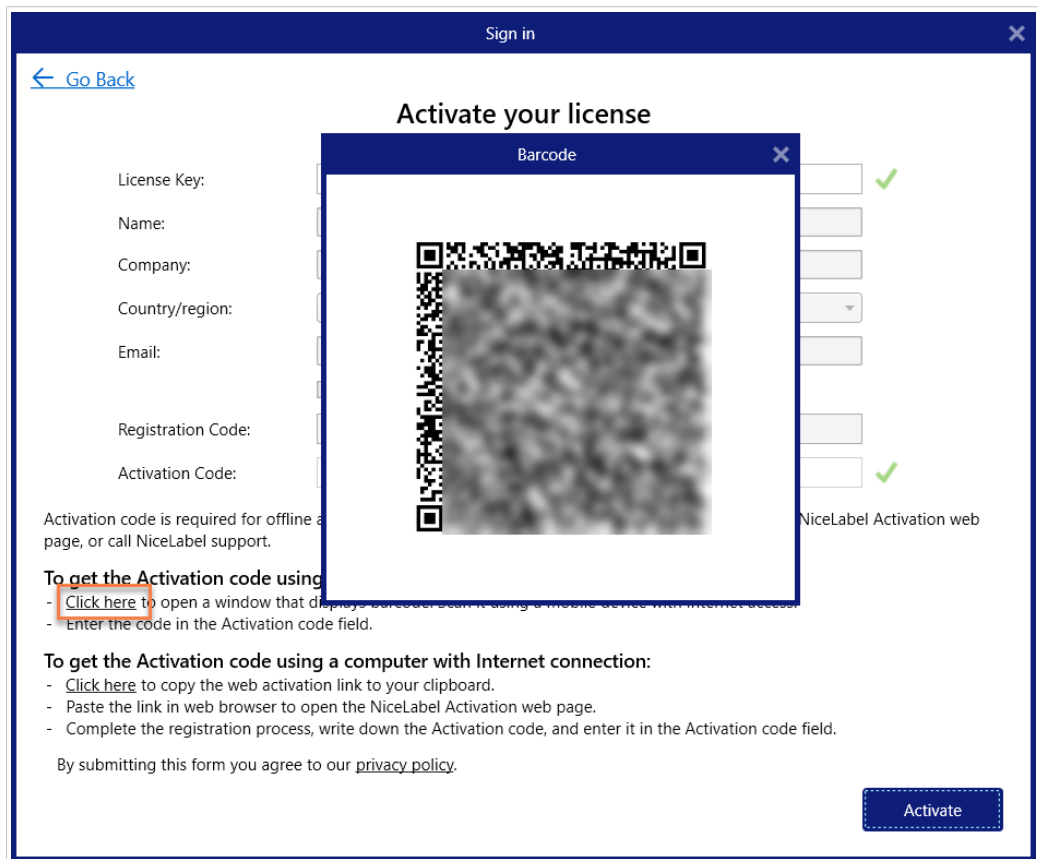 Sign in
Go Back
Activate your license
Barcode
License Key:
Name:
Company:
Country/region:
Email:
Registration Code:
Activation Code:
Activation code is required for offline a NiceLabel Activation web
page, or call NiceLabel support.
To get the Activation code using
- Click here to open a window that displays barcode. Scan it using a mobile device with internet access.
- Enter the code in the Activation code field.
To get the Activation code using a computer with Internet connection:
- Click here to copy the web activation link to your clipboard.
- Paste the link in web browser to open the NiceLabel Activation web page.
- Complete the registration process, write down the Activation code, and enter it in the Activation code field.
By submitting this form you agree to our privacy policy.
Activate